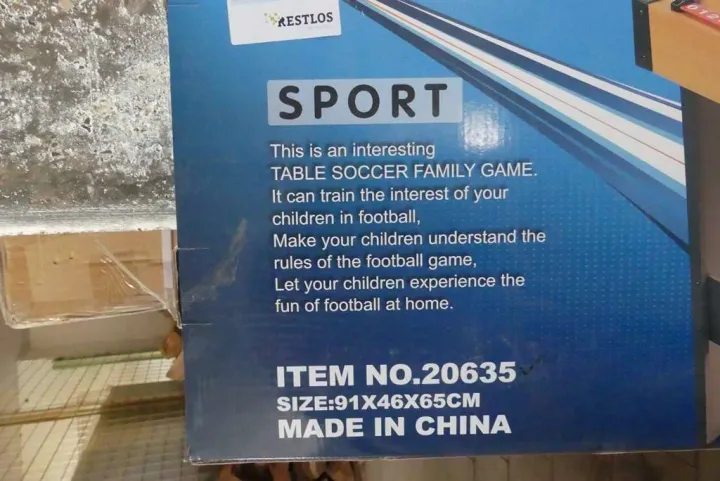 RESTLOS
SPORT
This is an interesting
TABLE SOCCER FAMILY GAME.
It can train the interest of your
children in football,
Make your children understand the
rules of the football game,
Let your children experience the
fun of football at home.
ITEM NO.20635
SIZE:91X46X65CM
MADE IN CHINA